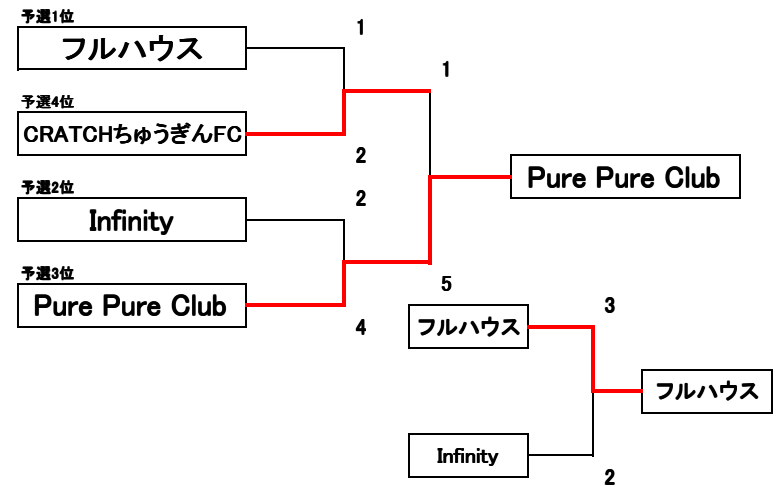 予選1位
フルハウス
1
1
予選4位
CRATCHちゅうぎんFC
2
予選2位
Infinity
2
Pure Pure Club
予選3位
Pure Pure Club
4
5
フルハウス
3
フルハウス
Infinity
2